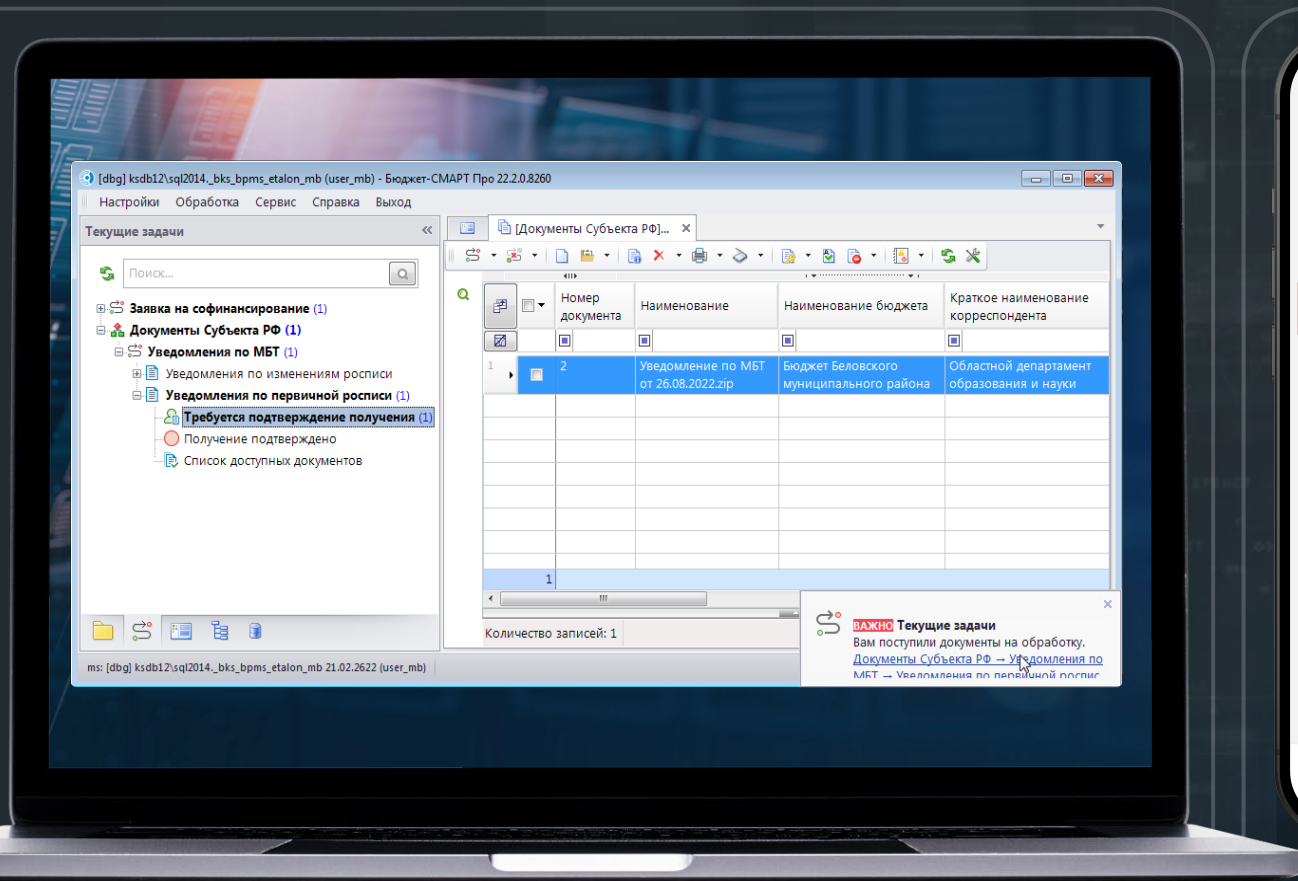 [dbg] ksdb12\sql2014._bks_bpms_etalon_mb (user_mb) - Бюджет-СМАРТ Про 22.2.0.8260
Настройки Обработка Сервис Справка Выход
Текущие задачи
[Документы Субъекта РФ]...
Поиск...
Заявка на софинансирование (1)
Документы Субъекта РФ (1)
Уведомления по МБТ (1)
Уведомления по изменениям росписи
Уведомления по первичной росписи (1)
Требуется подтверждение получения (1)
Получение подтверждено
Список доступных документов
Номер
документа
Наименование
Наименование бюджета
Краткое наименование
корреспондента
1
2
Уведомление по МБТ
от 26.08.2022.zip
Бюджет Беловского
муниципального района
Областной департамент
образования и науки
1
Количество записей: 1
ВАЖНО Текущие задачи
Вам поступили документы на обработку.
Документы Субъекта РФ → Уведомления по
МБТ → Уведомления по первичной роспис
ms: [dbg] ksdb12\sql2014._bks_bpms_etalon_mb 21.02.2622 (user_mb)